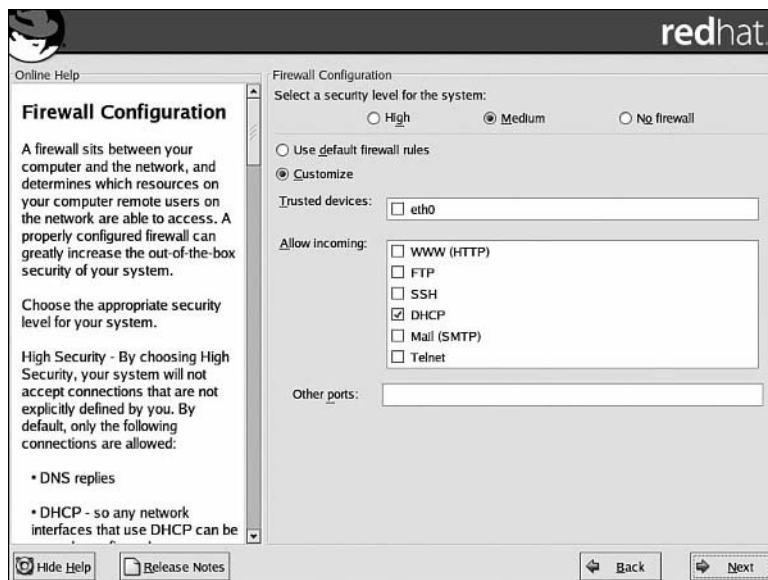 redhat.
Online Help
Firewall Configuration
A firewall sits between your
computer and the network, and
determines which resources on
your computer remote users on
the network are able to access. A
properly configured firewall can
greatly increase the out-of-the-box
security of your system.
Choose the appropriate security
level for your system.
High Security - By choosing High
Security, your system will not
accept connections that are not
explicitly defined by you. By
default, only the following
connections are allowed:
• DNS replies
• DHCP - so any network
interfaces that use DHCP can be
Firewall Configuration
Select a security level for the system:
High
Medium
No firewall
Use default firewall rules
Customize
Trusted devices:
eth0
Allow incoming:
WWW (HTTP)
FTP
SSH
DHCP
Mail (SMTP)
Telnet
Other ports:
Hide Help
Release Notes
Back
Next